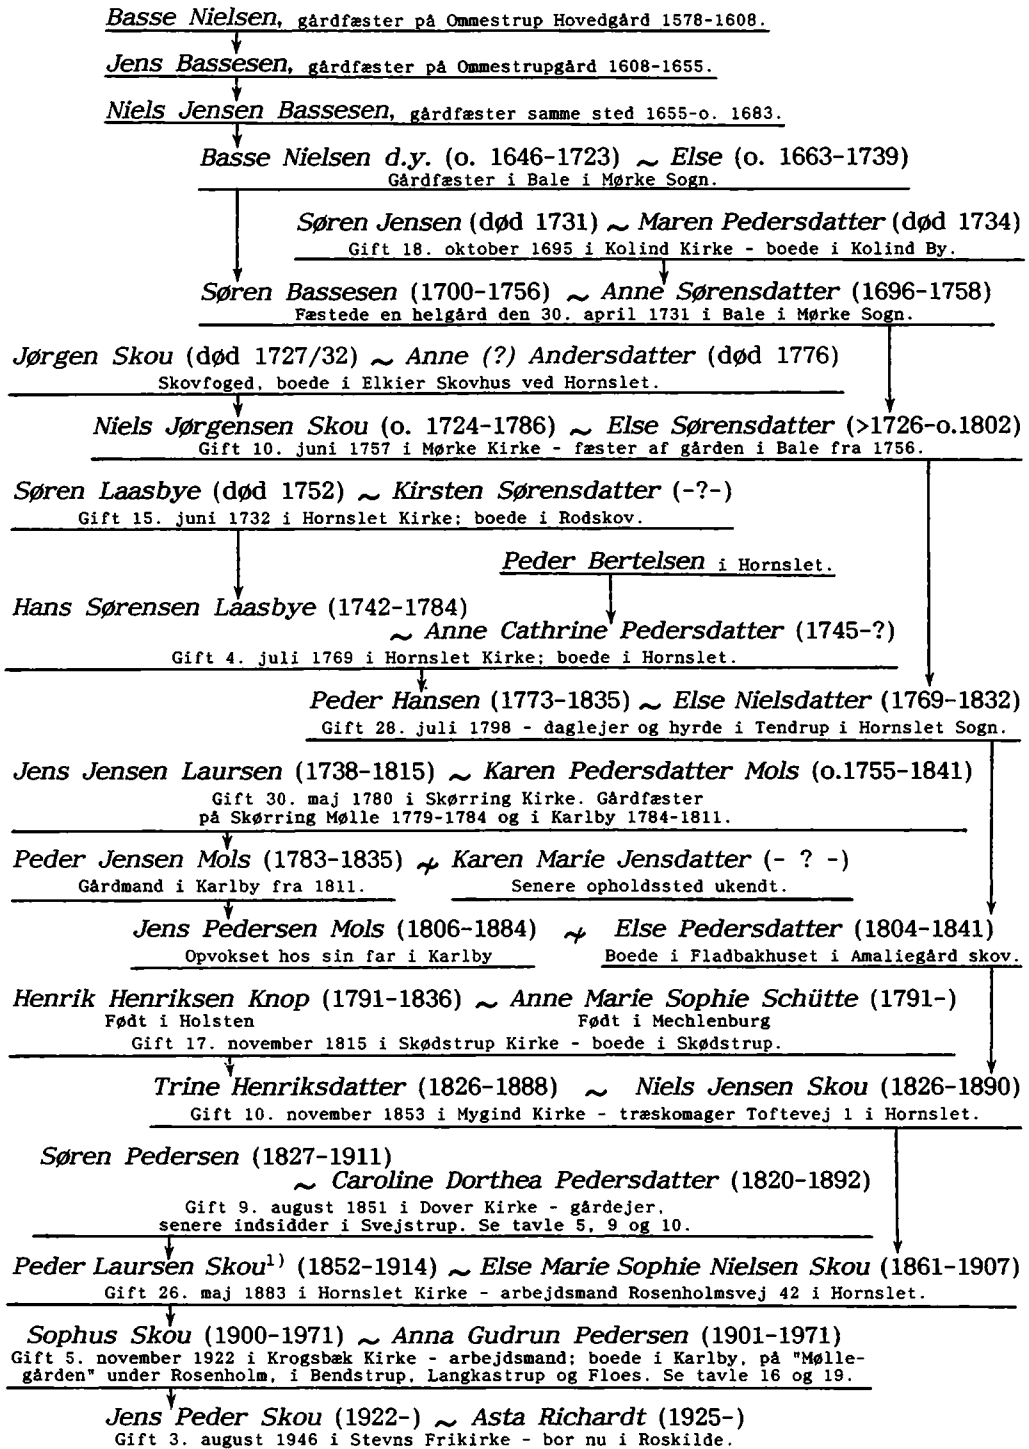 Basse Nielsen, gårdfæster på Ommestrup Hovedgård 1578-1608.
Jens Bassesen, gårdfæster på Ommestrupgård 1608-1655.
Niels Jensen Bassesen, gårdfæster samme sted 1655-o. 1683.
Basse Nielsen d.y. (o. 1646-1723) ~ Else (o. 1663-1739)
Gårdfæster i Bale i Mørke Sogn.
Søren Jensen (død 1731) ~ Maren Pedersdatter (død 1734)
Gift 18. oktober 1695 i Kolind Kirke - boede i Kolind By.
Søren Bassesen (1700-1756) ~ Anne Sørensdatter (1696-1758)
Fæstede en helgård den 30. april 1731 i Bale i Mørke Sogn.
Jørgen Skou (død 1727/32) ~ Anne (?) Andersdatter (død 1776)
Skovfoged, boede i Elkier Skovhus ved Hornslet.
Niels Jørgensen Skou (o. 1724-1786) ~ Else Sørensdatter (>1726-o.1802)
Gift 10. juni 1757 i Mørke Kirke - fæster af gården i Bale fra 1756.
Søren Laasbye (død 1752) ~ Kirsten Sørensdatter (-?-)
Gift 15. juni 1732 i Hornslet Kirke; boede i Rodskov.
Peder Bertelsen i Hornslet.
Hans Sørensen Laasbye (1742-1784)
~ Anne Cathrine Pedersdatter (1745-?)
Gift 4. juli 1769 i Hornslet Kirke; boede i Hornslet.
Peder Hansen (1773-1835) ~ Else Nielsdatter (1769-1832)
Gift 28. juli 1798 - daglejer og hyrde i Tendrup i Hornslet Sogn.
Jens Jensen Laursen (1738-1815) ~ Karen Pedersdatter Mols (o.1755-1841)
Gift 30. maj 1780 i Skørring Kirke. Gårdfæster
på Skørring Mølle 1779-1784 og i Karlby 1784-1811.
Peder Jensen Mols (1783-1835) ≁ Karen Marie Jensdatter (- ? -)
Gårdmand i Karlby fra 1811. Senere opholdssted ukendt.
Jens Pedersen Mols (1806-1884) ≁ Else Pedersdatter (1804-1841)
Opvokset hos sin far i Karlby Boede i Fladbakhuset i Amaliegård skov.
Henrik Henriksen Knop (1791-1836) ~ Anne Marie Sophie Schütte (1791-)
Født i Holsten Født i Mechlenburg
Gift 17. november 1815 i Skødstrup Kirke - boede i Skødstrup.
Trine Henriksdatter (1826-1888) ~ Niels Jensen Skou (1826-1890)
Gift 10. november 1853 i Mygind Kirke - træskomager Toftevej 1 i Hornslet.
Søren Pedersen (1827-1911)
~ Caroline Dorthea Pedersdatter (1820-1892)
Gift 9. august 1851 i Dover Kirke - gårdejer,
senere indsidder i Svejstrup. Se tavle 5, 9 og 10.
Peder Laursen Skou¹⁾ (1852-1914) ~ Else Marie Sophie Nielsen Skou (1861-1907)
Gift 26. maj 1883 i Hornslet Kirke - arbejdsmand Rosenholmsvej 42 i Hornslet.
Sophus Skou (1900-1971) ~ Anna Gudrun Pedersen (1901-1971)
Gift 5. november 1922 i Krogsbæk Kirke - arbejdsmand; boede i Karlby, på "Mølle-
gården" under Rosenholm, i Bendstrup, Langkastrup og Floes. Se tavle 16 og 19.
Jens Peder Skou (1922-) ~ Asta Richardt (1925-)
Gift 3. august 1946 i Stevns Frikirke - bor nu i Roskilde.